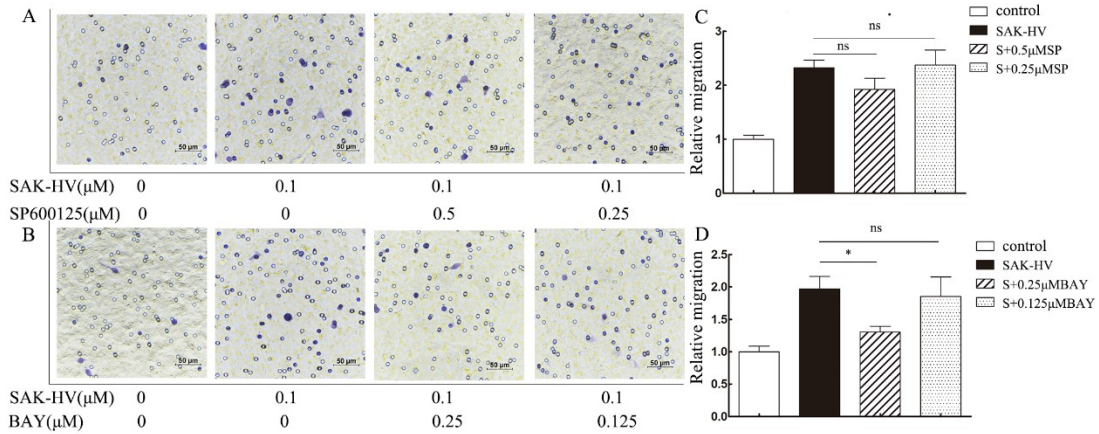 A
50 μm
50 μm
50 μm
50 μm
SAK-HV(μM) 0 0.1 0.1 0.1
SP600125(μM) 0 0 0.5 0.25
B
50 μm
50 μm
50 μm
50 μm
SAK-HV(μM) 0 0.1 0.1 0.1
BAY(μM) 0 0 0.25 0.125
C
Relative migration
3
2
1
0
ns
ns
control
SAK-HV
S+0.5μMSP
S+0.25μMSP
D
Relative migration
2.5
2.0
1.5
1.0
0.5
0.0
ns
*
control
SAK-HV
S+0.25μMBAY
S+0.125μMBAY